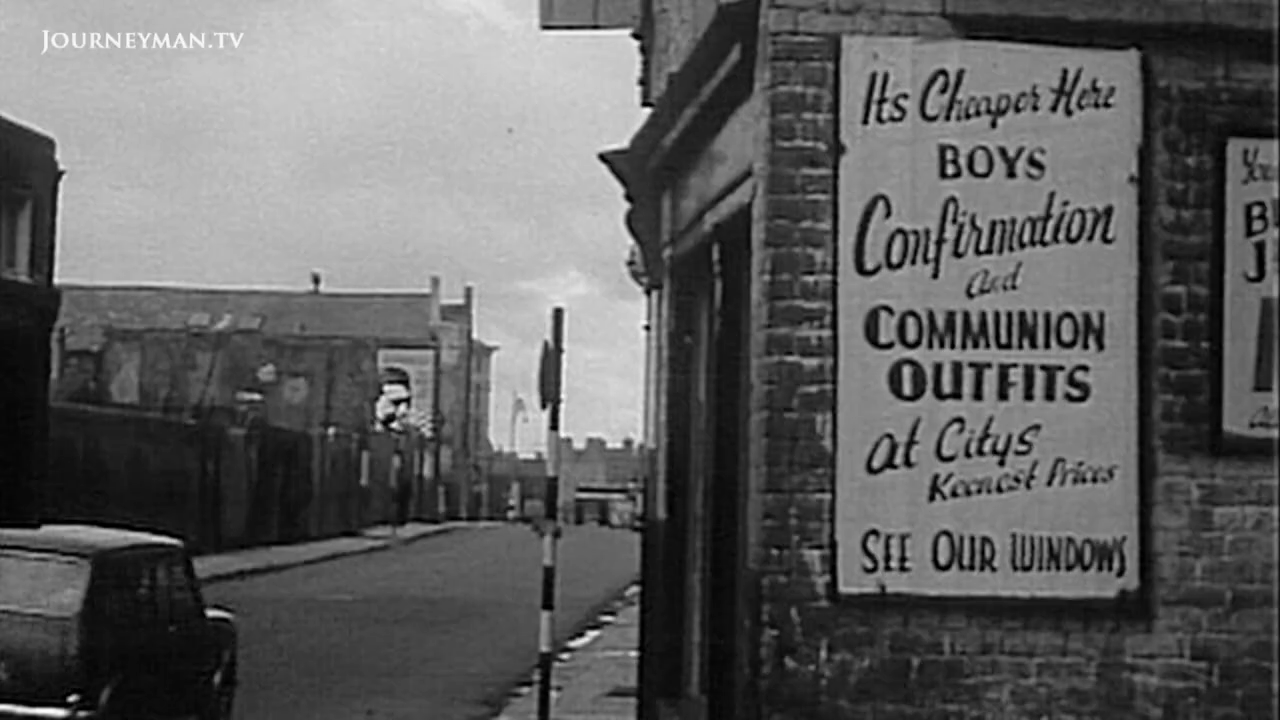 JOURNEYMAN.TV
Its Cheaper Here
BOYS
Confirmation
And
COMMUNION
OUTFITS
at Citys
Keenest Prices
SEE OUR WINDOWS